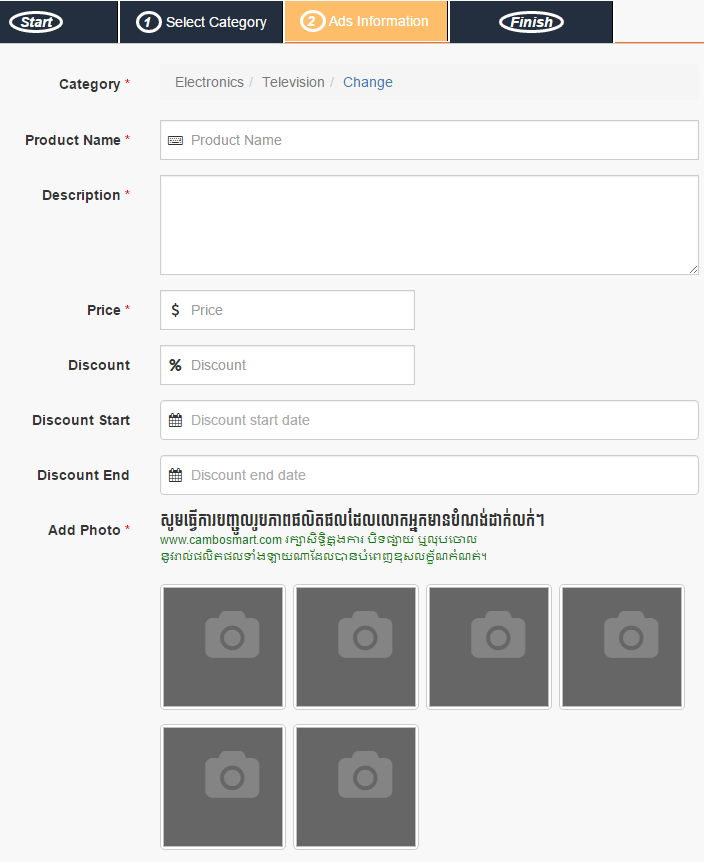 Start
1 Select Category
2 Ads Information
Finish
Category *
Electronics / Television / Change
Product Name *
Product Name
Description *
Price *
$ Price
Discount
% Discount
Discount Start
Discount start date
Discount End
Discount end date
Add Photo *
សូមធ្វើការបញ្ចូលរូបភាពផលិតផលដែលលោកអ្នកមានបំណង់ដាក់លក់។
www.cambosmart.com រក្សាសិទ្ធិក្នុងការ បិទផ្សាយ ឬលុបចោល
នូវរាល់ផលិតផលទាំងឡាយណាដែលបានបំពេញខុសលក្ខ័ណកំណត់។